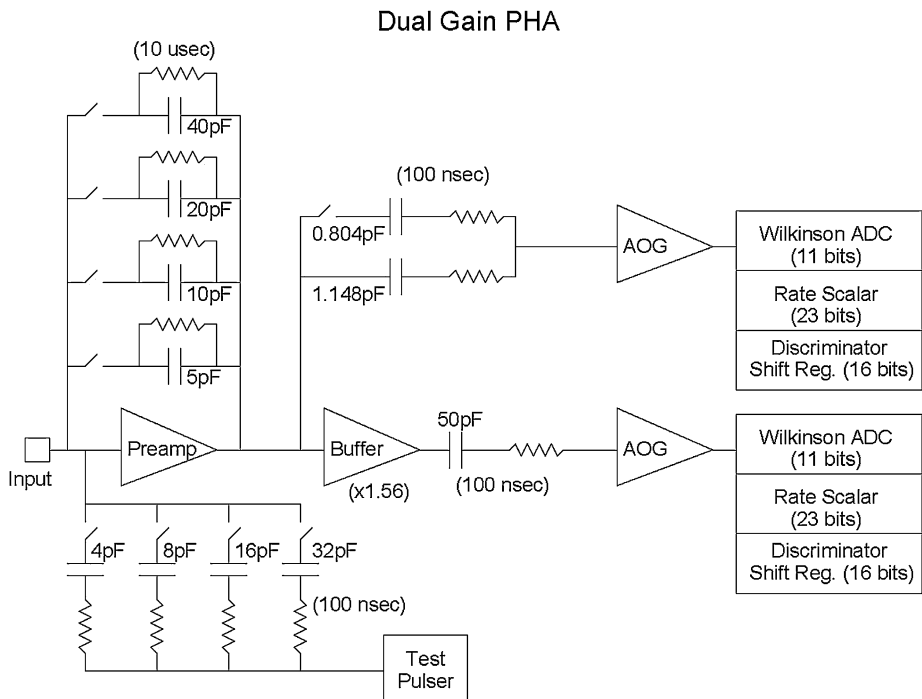 Dual Gain PHA
(10 usec)
40pF
20pF
10pF
5pF
(100 nsec)
0.804pF
1.148pF
AOG
Wilkinson ADC
(11 bits)
Rate Scalar
(23 bits)
Discriminator
Shift Reg. (16 bits)
Input
Preamp
Buffer
(x1.56)
50pF
(100 nsec)
AOG
Wilkinson ADC
(11 bits)
Rate Scalar
(23 bits)
Discriminator
Shift Reg. (16 bits)
4pF
8pF
16pF
32pF
(100 nsec)
Test
Pulser